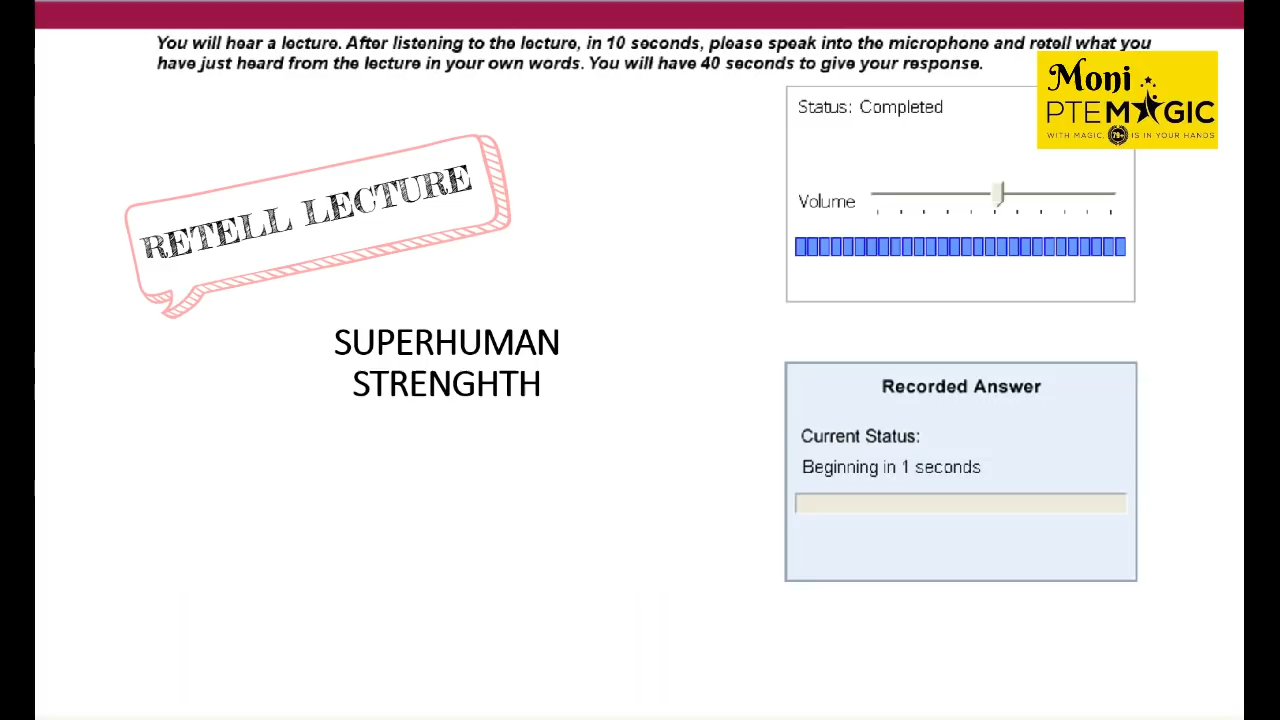 You will hear a lecture. After listening to the lecture, in 10 seconds, please speak into the microphone and retell what you
have just heard from the lecture in your own words. You will have 40 seconds to give your response.
Moni
PTEMAGIC
WITH MAGIC, 79+ IS IN YOUR HANDS
Status: Completed
Volume
RETELL LECTURE
SUPERHUMAN
STRENGHTH
Recorded Answer
Current Status:
Beginning in 1 seconds